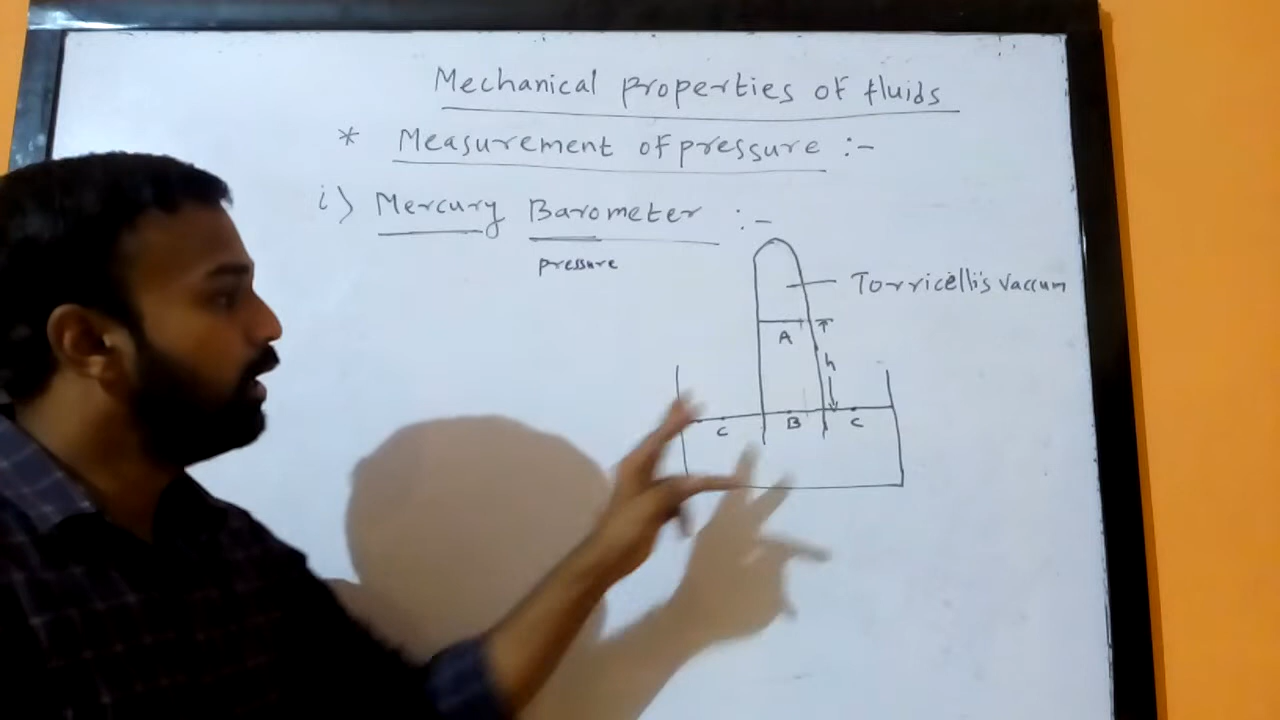 Mechanical properties of fluids
* Measurement of pressure :-
i) Mercury Barometer :-
pressure
Torricelli's Vaccum
A
h
C B C